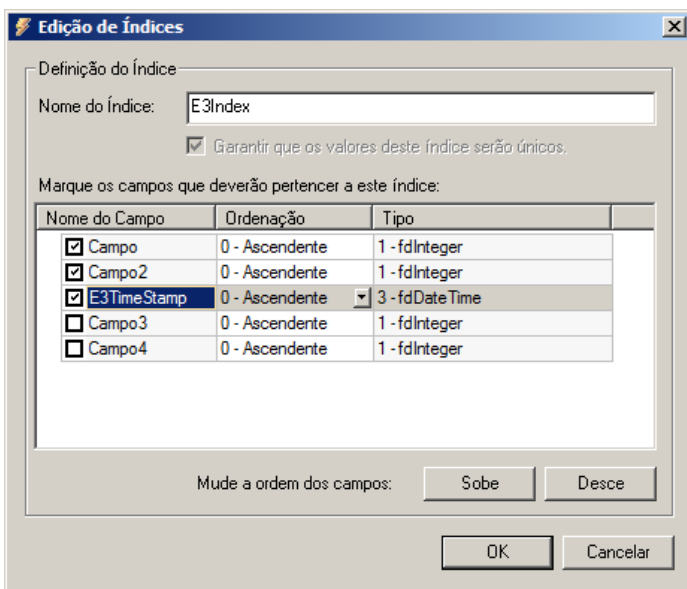 Edição de Índices
Definição do Índice
Nome do Índice: E3Index
Garantir que os valores deste índice serão únicos.
Marque os campos que deverão pertencer a este índice:
Nome do Campo Ordenação Tipo
Campo 0 - Ascendente 1 - fdInteger
Campo2 0 - Ascendente 1 - fdInteger
E3TimeStamp 0 - Ascendente 3 - fdDateTime
Campo3 0 - Ascendente 1 - fdInteger
Campo4 0 - Ascendente 1 - fdInteger
Mude a ordem dos campos: Sobe Desce
OK Cancelar